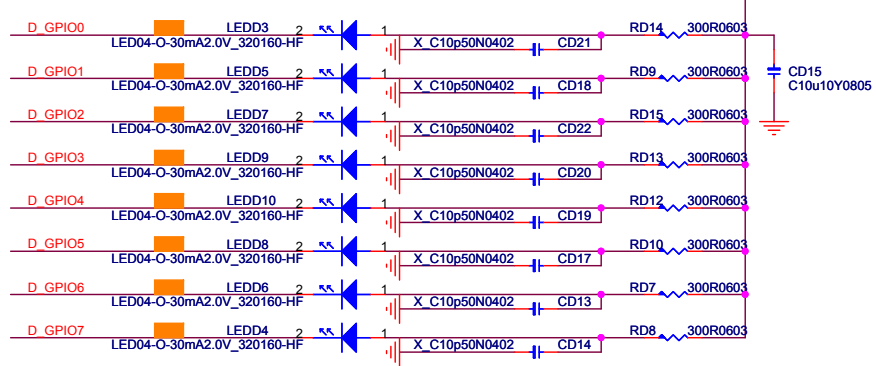 D_GPIO0 LEDD3 2 1 RD14 300R0603
LED04-O-30mA2.0V_320160-HF X_C10p50N0402 CD21
D_GPIO1 LEDD5 2 1 RD9 300R0603 CD15
LED04-O-30mA2.0V_320160-HF X_C10p50N0402 CD18 C10u10Y0805
D_GPIO2 LEDD7 2 1 RD15 300R0603
LED04-O-30mA2.0V_320160-HF X_C10p50N0402 CD22
D_GPIO3 LEDD9 2 1 RD13 300R0603
LED04-O-30mA2.0V_320160-HF X_C10p50N0402 CD20
D_GPIO4 LEDD10 2 1 RD12 300R0603
LED04-O-30mA2.0V_320160-HF X_C10p50N0402 CD19
D_GPIO5 LEDD8 2 1 RD10 300R0603
LED04-O-30mA2.0V_320160-HF X_C10p50N0402 CD17
D_GPIO6 LEDD6 2 1 RD7 300R0603
LED04-O-30mA2.0V_320160-HF X_C10p50N0402 CD13
D_GPIO7 LEDD4 2 1 RD8 300R0603
LED04-O-30mA2.0V_320160-HF X_C10p50N0402 CD14